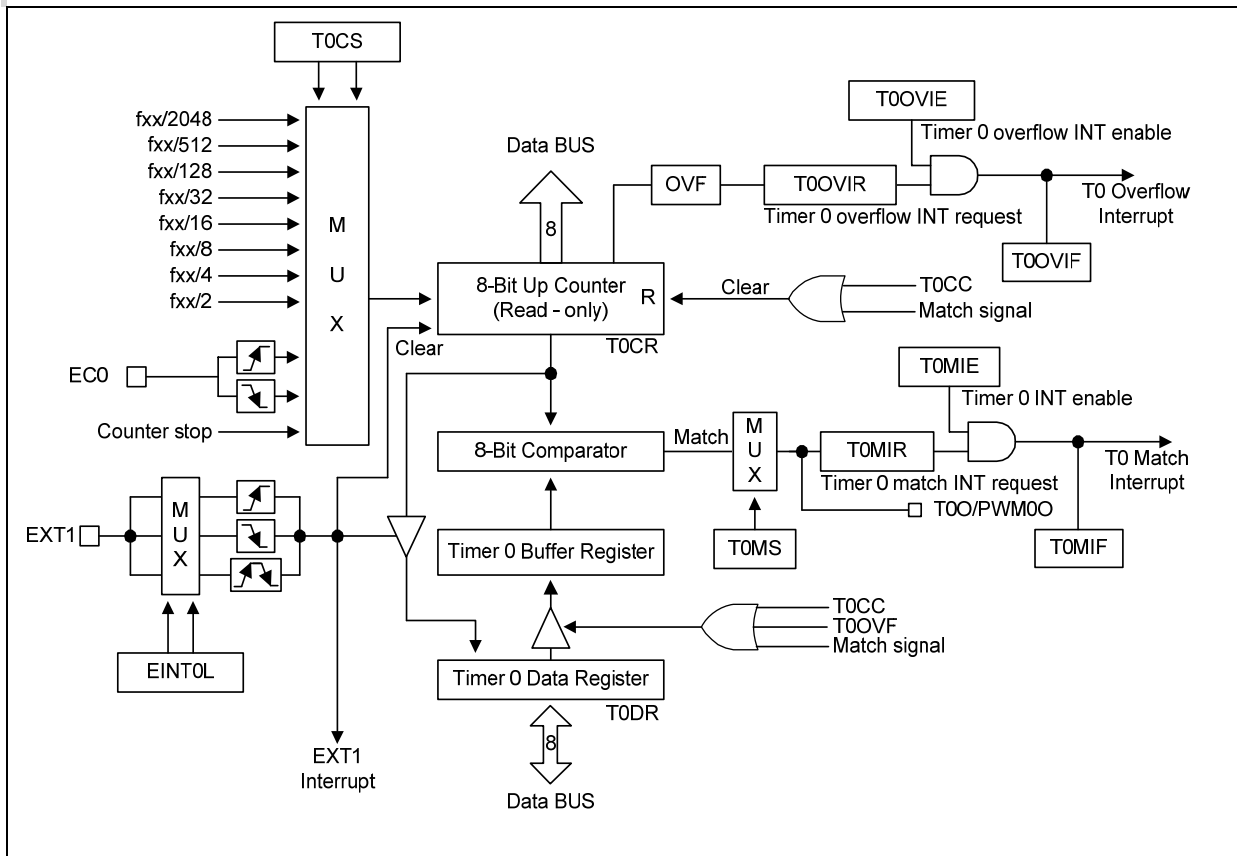 T0CS
fxx/2048
fxx/512
fxx/128
fxx/32
fxx/16
fxx/8
fxx/4
fxx/2
M
U
X
EC0
Counter stop
Data BUS
8
8-Bit Up Counter
(Read - only)
R
T0CR
Clear
OVF
T0OVIR
Timer 0 overflow INT request
T0OVIE
Timer 0 overflow INT enable
T0 Overflow
Interrupt
T0OVIF
Clear
T0CC
Match signal
T0MIE
Timer 0 INT enable
8-Bit Comparator
Match
M
U
X
T0MS
T0MIR
Timer 0 match INT request
T0O/PWM0O
T0 Match
Interrupt
T0MIF
EXT1
M
U
X
EINT0L
EXT1
Interrupt
Timer 0 Buffer Register
T0CC
T0OVF
Match signal
Timer 0 Data Register
T0DR
8
Data BUS